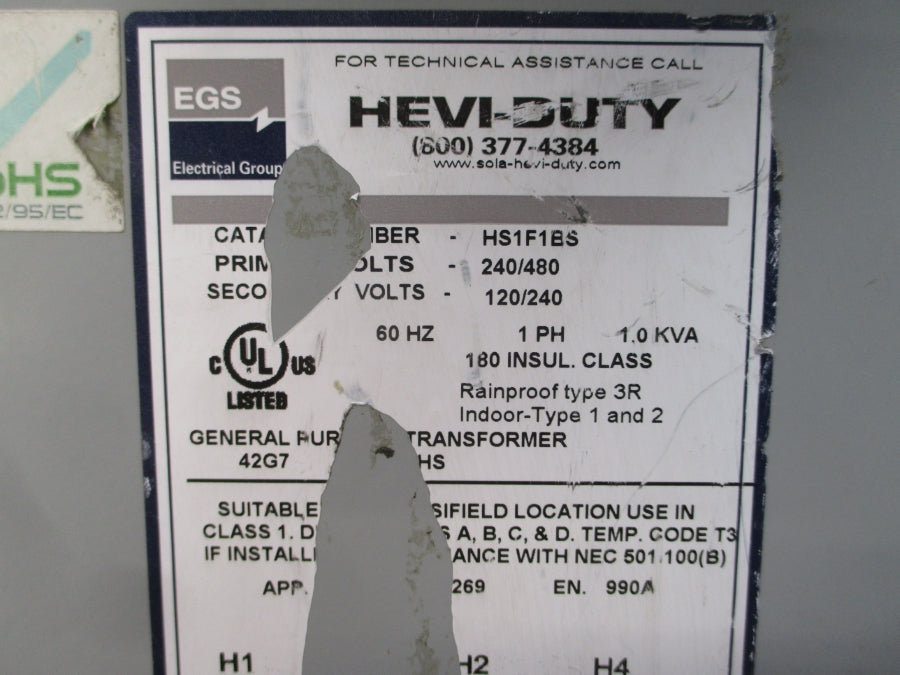 FOR TECHNICAL ASSISTANCE CALL
EGS
Electrical Group
HEVI-DUTY
(800) 377-4384
www.sola-hevi-duty.com
HS
/95/EC
CATA MBER - HS1F1BS
PRIM OLTS - 240/480
SECO Y VOLTS - 120/240
60 HZ 1 PH 1.0 KVA
C UL US
LISTED
180 INSUL. CLASS
Rainproof type 3R
Indoor-Type 1 and 2
GENERAL PUR TRANSFORMER
42G7 HS
SUITABLE SIFIELD LOCATION USE IN
CLASS 1. D S A, B, C, & D. TEMP. CODE T3
IF INSTALL ANCE WITH NEC 501.100(B)
APP. 269 EN. 990A
H1 H2 H4